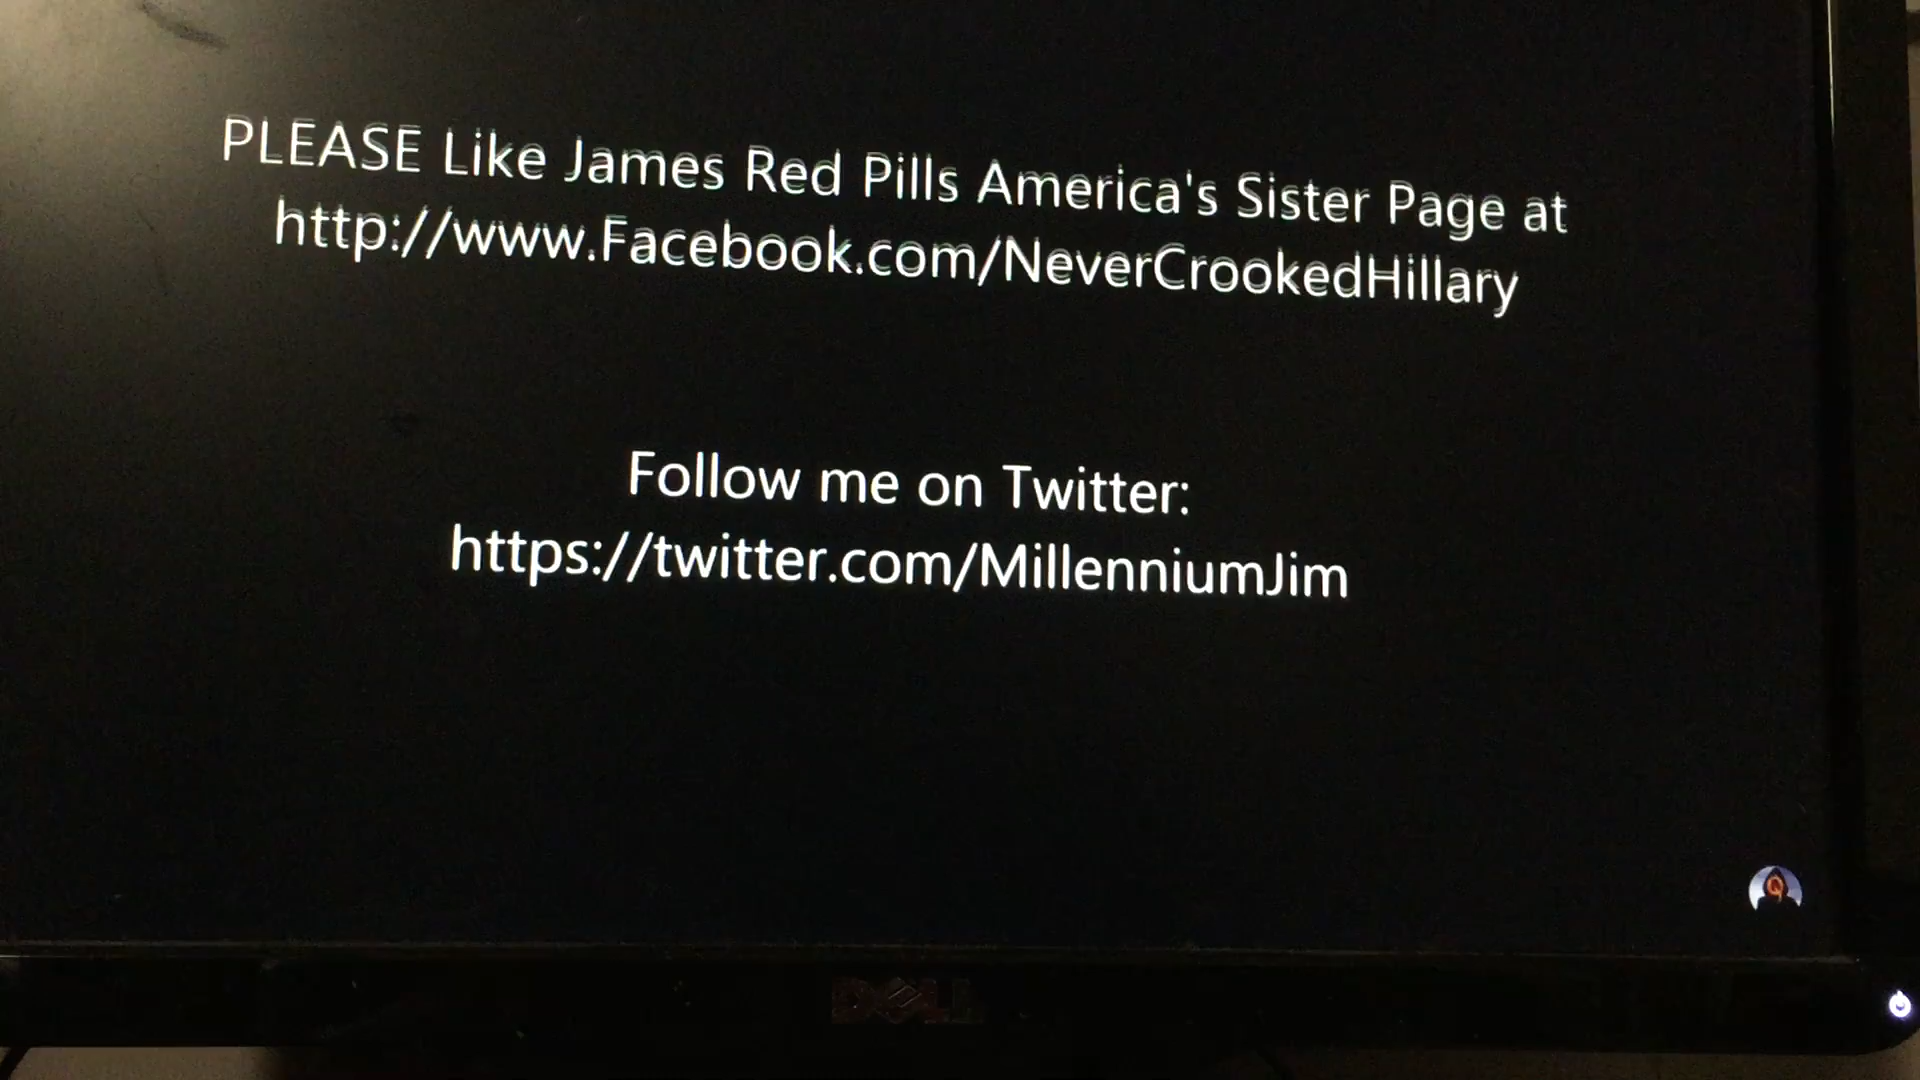 PLEASE Like James Red Pills America's Sister Page at
http://www.Facebook.com/NeverCrookedHillary
Follow me on Twitter:
https://twitter.com/MillenniumJim
Q
DELL